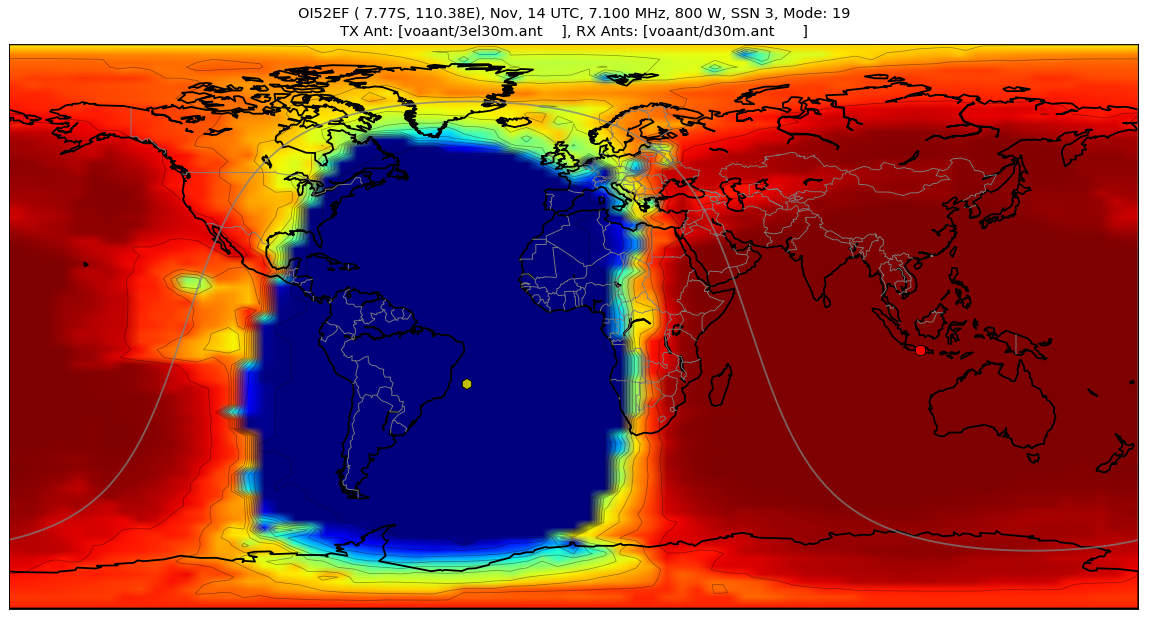 OI52EF ( 7.77S, 110.38E), Nov, 14 UTC, 7.100 MHz, 800 W, SSN 3, Mode: 19
TX Ant: [voaant/3el30m.ant    ], RX Ants: [voaant/d30m.ant      ]